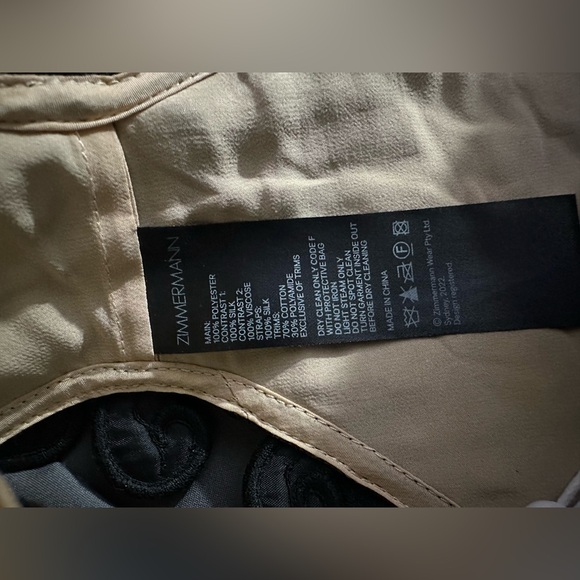 ZIMMERMANN
MAIN:
100% POLYESTER
CONTRAST 1:
100% SILK
CONTRAST 2:
100% VISCOSE
STRAPS:
100% SILK
TRIMS:
70% COTTON
30% POLYAMIDE
EXCLUSIVE OF TRIMS
DRY CLEAN ONLY CODE F
WITH PRETECTIVE BAG
DO NOT IRON
LIGHT STEAM ONLY
DO NOT SPOT CLEAN
TURN GARMENT INSIDE OUT
BEFORE DRY CLEANING
MADE IN CHINA
F
© Zimmermann Wear Pty Ltd.
2022.
Design registered